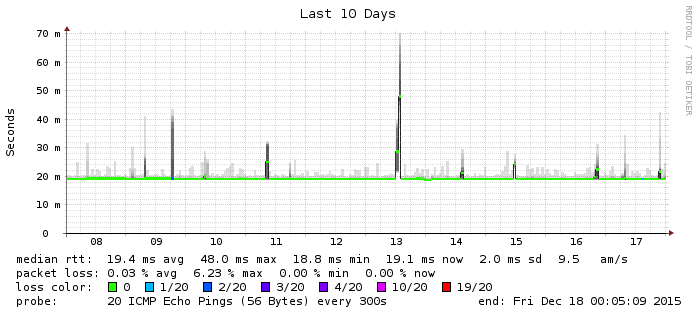 Last 10 Days
RRDTOOL / TOBI OETIKER
Seconds
70 m
60 m
50 m
40 m
30 m
20 m
10 m
0
08 09 10 11 12 13 14 15 16 17
median rtt: 19.4 ms avg 48.0 ms max 18.8 ms min 19.1 ms now 2.0 ms sd 9.5 am/s
packet loss: 0.03 % avg 6.23 % max 0.00 % min 0.00 % now
loss color: 0 1/20 2/20 3/20 4/20 10/20 19/20
probe: 20 ICMP Echo Pings (56 Bytes) every 300s end: Fri Dec 18 00:05:09 2015